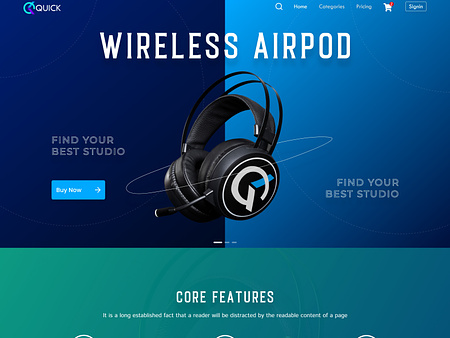 QUICK
Home Categories Pricing Signin
WIRELESS AIRPOD
FIND YOUR
BEST STUDIO
Buy Now
FIND YOUR
BEST STUDIO
CORE FEATURES
It is a long established fact that a reader will be distracted by the readable content of a page